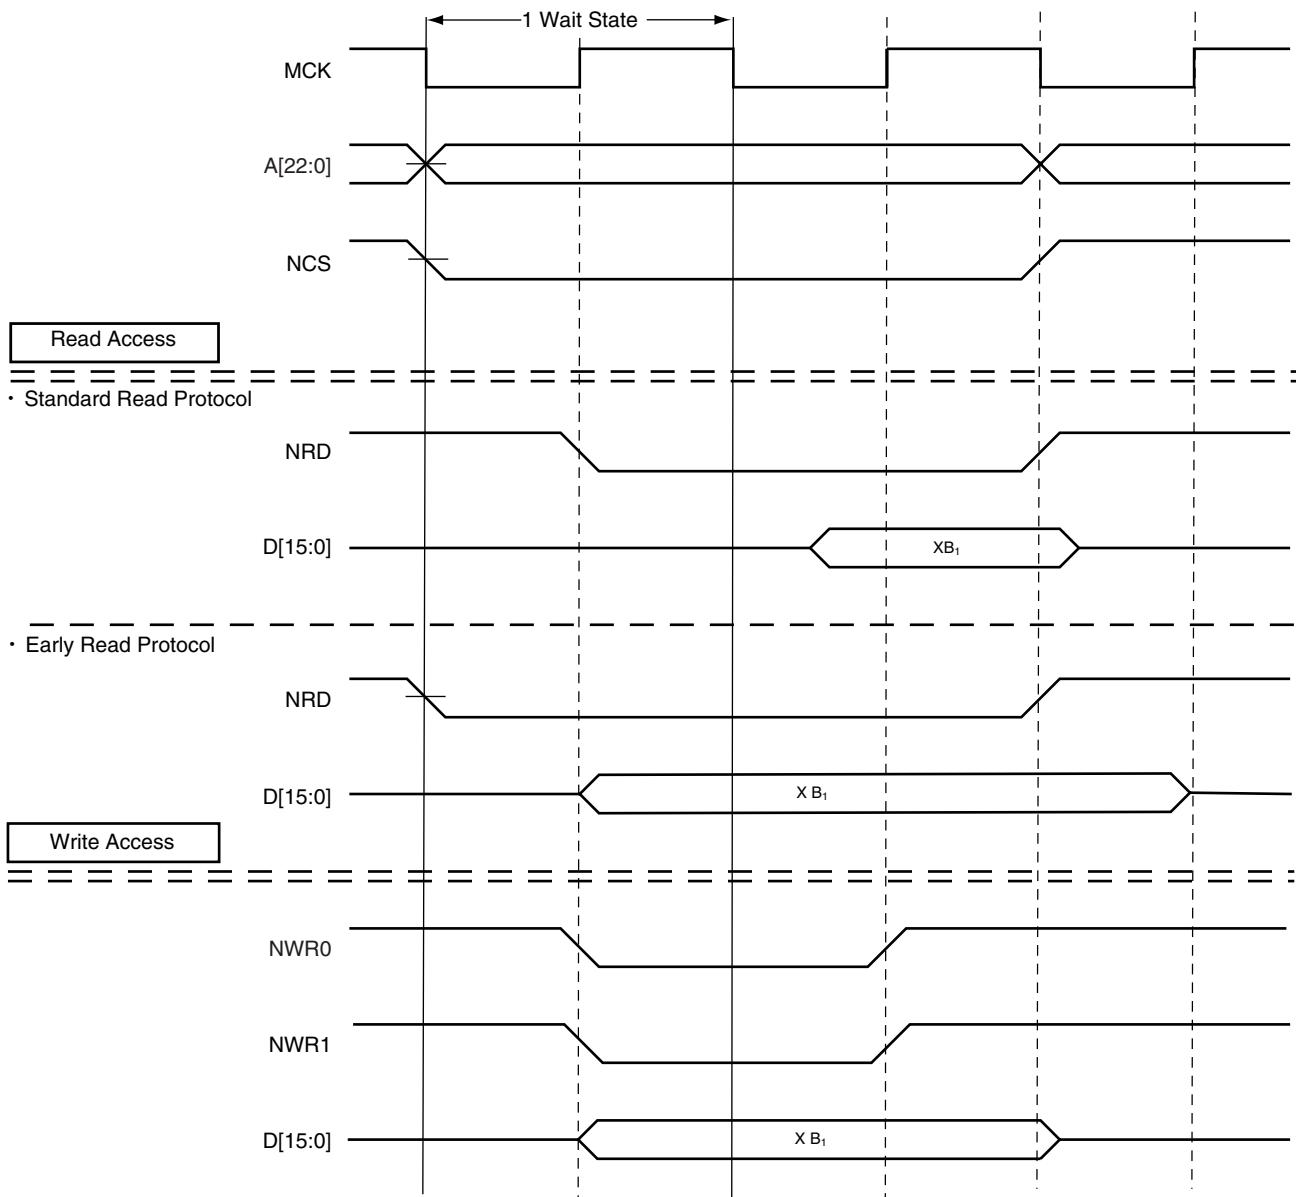 1 Wait State
MCK
A[22:0]
NCS
Read Access
· Standard Read Protocol
NRD
D[15:0]
XB₁
· Early Read Protocol
NRD
D[15:0]
X B₁
Write Access
NWR0
NWR1
D[15:0]
X B₁